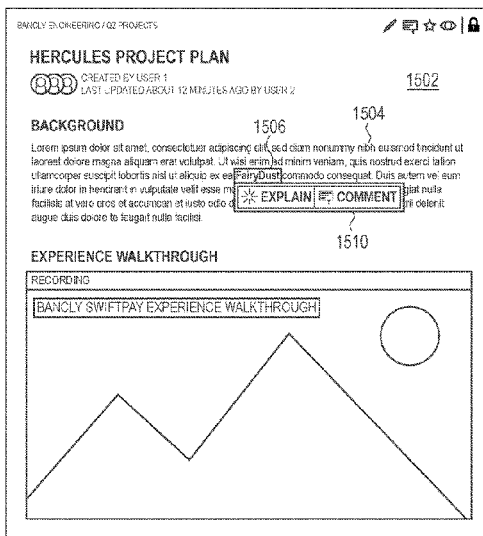 BANCLY ENGINEERING / Q2 PROJECTS
HERCULES PROJECT PLAN
CREATED BY USER 1
LAST UPDATED ABOUT 12 MINUTES AGO BY USER 2
1502
BACKGROUND
1506
1504
Lorem ipsum dolor sit amet, consectetuer adipiscing elit, sed diam nonummy nibh euismod tincidunt ut
laoreet dolore magna aliquam erat volutpat. Ut wisi enim ad minim veniam, quis nostrud exerci tation
ullamcorper suscipit lobortis nisl ut aliquip ex ea FairyDust commodo consequat. Duis autem vel eum
iriure dolor in hendrerit in vulputate velit esse feugiat nulla
facilisis at vero eros et accumsan et iusto odio delenit
augue duis dolore te feugait nulla facilisi.
EXPLAIN COMMENT
1510
EXPERIENCE WALKTHROUGH
RECORDING
BANCLY SWIFTPAY EXPERIENCE WALKTHROUGH